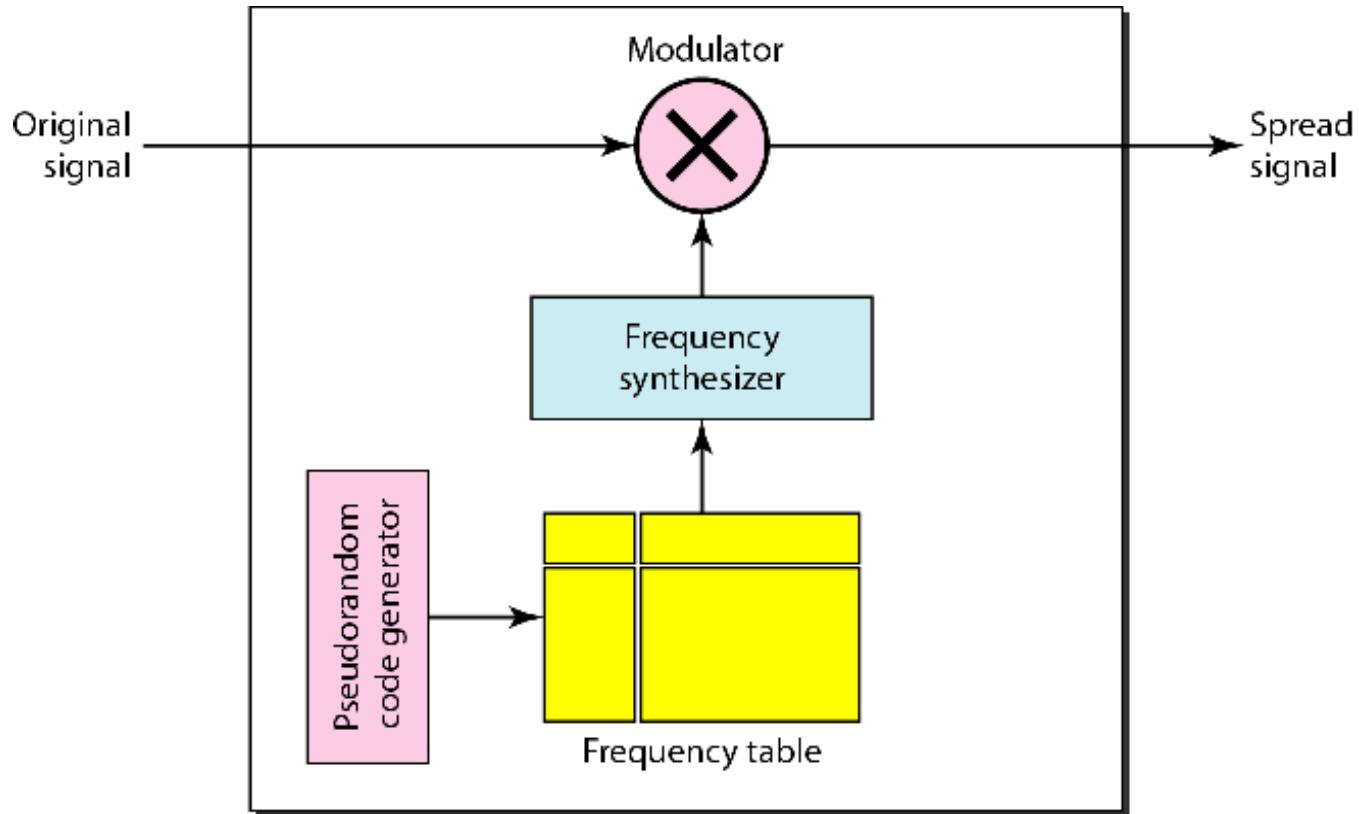 Modulator
Original
signal
Spread
signal
Frequency
synthesizer
Pseudorandom
code generator
Frequency table